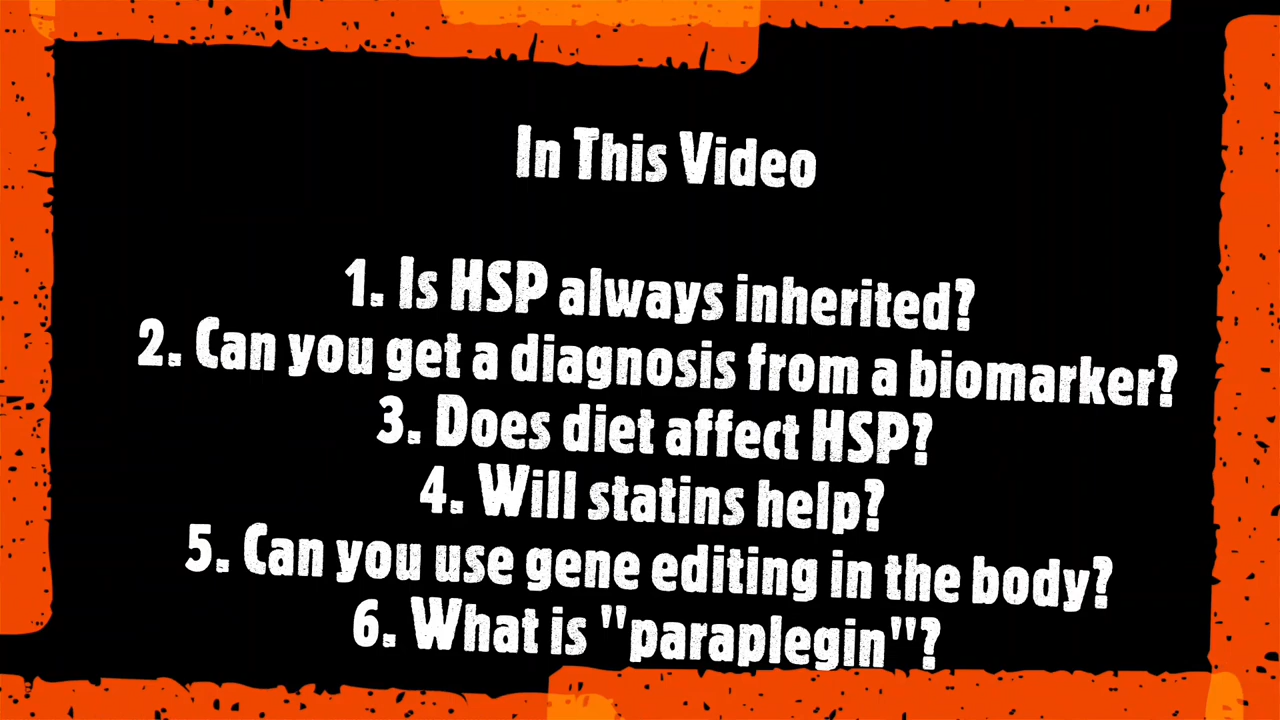 In This Video
1. Is HSP always inherited?
2. Can you get a diagnosis from a biomarker?
3. Does diet affect HSP?
4. Will statins help?
5. Can you use gene editing in the body?
6. What is "paraplegin"?